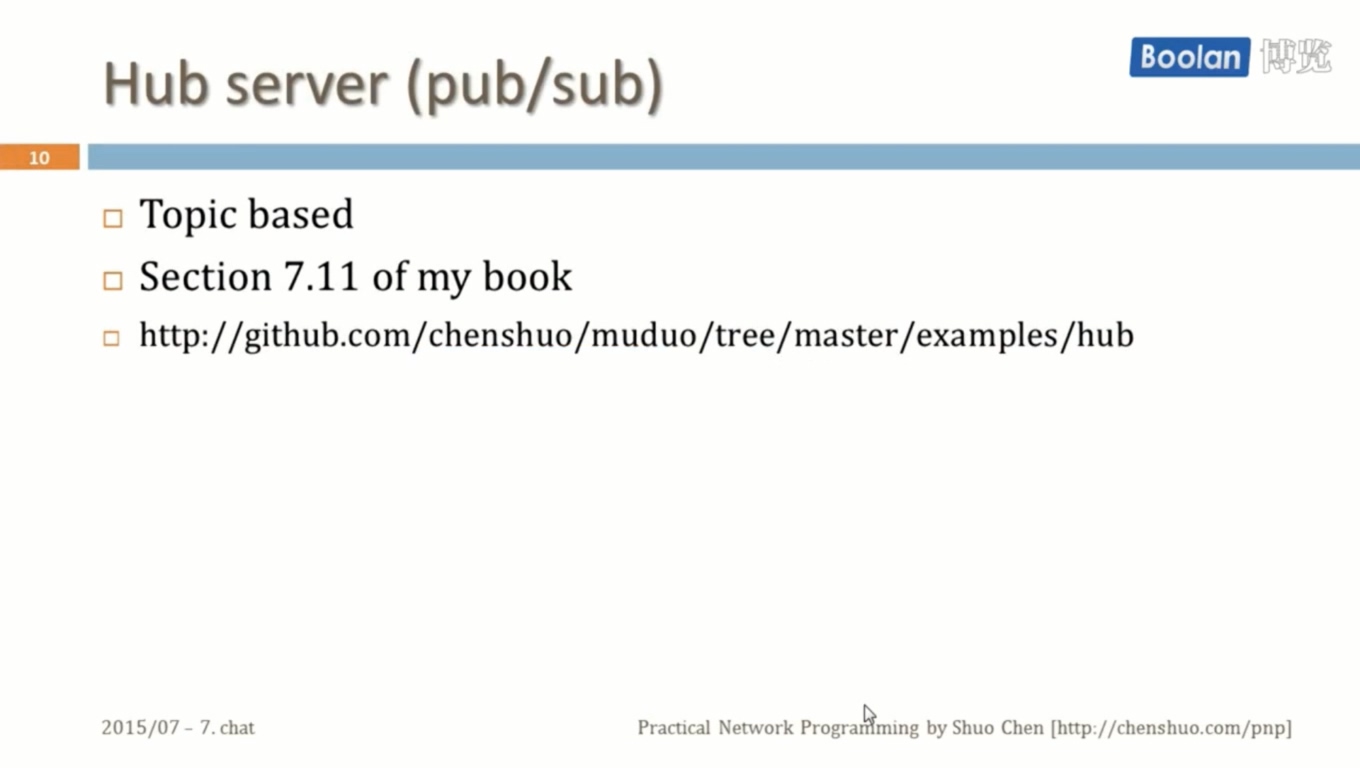 Hub server (pub/sub)
Boolan 博览
10
Topic based
Section 7.11 of my book
http://github.com/chenshuo/muduo/tree/master/examples/hub
2015/07 – 7. chat
Practical Network Programming by Shuo Chen [http://chenshuo.com/pnp]